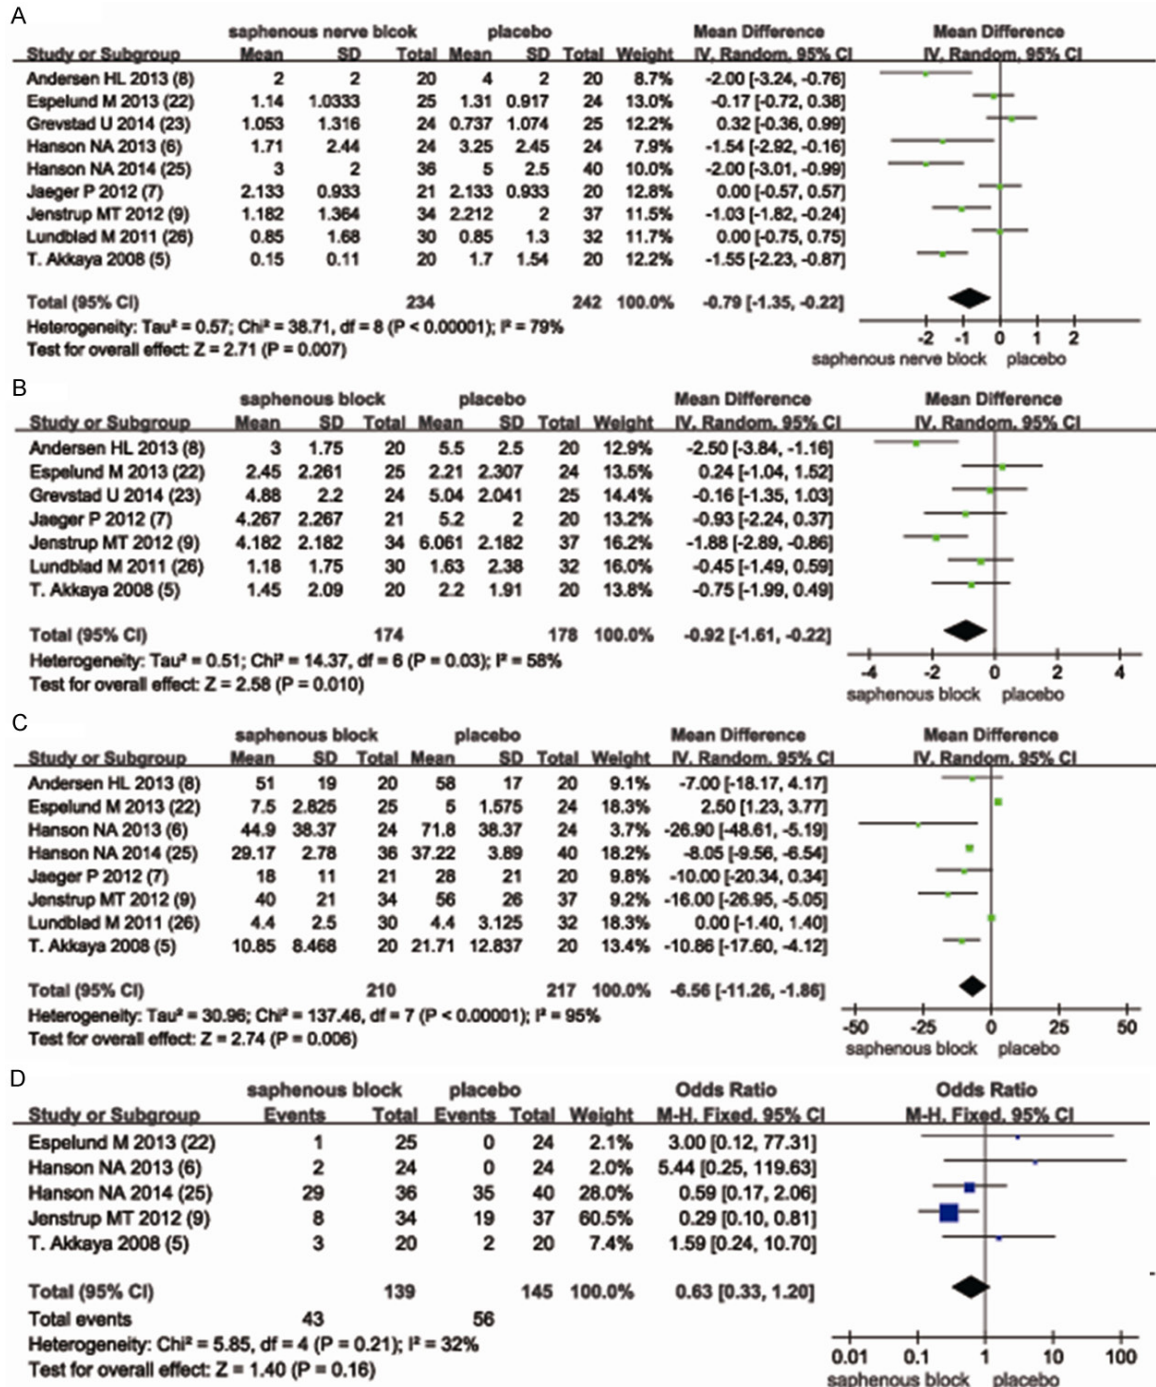 A
saphenous nerve blcok placebo Mean Difference Mean Difference
Study or Subgroup Mean SD Total Mean SD Total Weight IV, Random, 95% CI IV, Random, 95% CI
Andersen HL 2013 (8) 2 2 20 4 2 20 8.7% -2.00 [-3.24, -0.76]
Espelund M 2013 (22) 1.14 1.0333 25 1.31 0.917 24 13.0% -0.17 [-0.72, 0.38]
Grevstad U 2014 (23) 1.053 1.316 24 0.737 1.074 25 12.2% 0.32 [-0.36, 0.99]
Hanson NA 2013 (6) 1.71 2.44 24 3.25 2.45 24 7.9% -1.54 [-2.92, -0.16]
Hanson NA 2014 (25) 3 2 36 5 2.5 40 10.0% -2.00 [-3.01, -0.99]
Jaeger P 2012 (7) 2.133 0.933 21 2.133 0.933 20 12.8% 0.00 [-0.57, 0.57]
Jenstrup MT 2012 (9) 1.182 1.364 34 2.212 2 37 11.5% -1.03 [-1.82, -0.24]
Lundblad M 2011 (26) 0.85 1.68 30 0.85 1.3 32 11.7% 0.00 [-0.75, 0.75]
T. Akkaya 2008 (5) 0.15 0.11 20 1.7 1.54 20 12.2% -1.55 [-2.23, -0.87]
Total (95% CI) 234 242 100.0% -0.79 [-1.35, -0.22]
Heterogeneity: Tau² = 0.57; Chi² = 38.71, df = 8 (P < 0.00001); I² = 79%
Test for overall effect: Z = 2.71 (P = 0.007)
-2 -1 0 1 2
saphenous nerve block placebo
B
saphenous block placebo Mean Difference Mean Difference
Study or Subgroup Mean SD Total Mean SD Total Weight IV, Random, 95% CI IV, Random, 95% CI
Andersen HL 2013 (8) 3 1.75 20 5.5 2.5 20 12.9% -2.50 [-3.84, -1.16]
Espelund M 2013 (22) 2.45 2.261 25 2.21 2.307 24 13.5% 0.24 [-1.04, 1.52]
Grevstad U 2014 (23) 4.88 2.2 24 5.04 2.041 25 14.4% -0.16 [-1.35, 1.03]
Jaeger P 2012 (7) 4.267 2.267 21 5.2 2 20 13.2% -0.93 [-2.24, 0.37]
Jenstrup MT 2012 (9) 4.182 2.182 34 6.061 2.182 37 16.2% -1.88 [-2.89, -0.86]
Lundblad M 2011 (26) 1.18 1.75 30 1.63 2.38 32 16.0% -0.45 [-1.49, 0.59]
T. Akkaya 2008 (5) 1.45 2.09 20 2.2 1.91 20 13.8% -0.75 [-1.99, 0.49]
Total (95% CI) 174 178 100.0% -0.92 [-1.61, -0.22]
Heterogeneity: Tau² = 0.51; Chi² = 14.37, df = 6 (P = 0.03); I² = 58%
Test for overall effect: Z = 2.58 (P = 0.010)
-4 -2 0 2 4
saphenous block placebo
C
saphenous block placebo Mean Difference Mean Difference
Study or Subgroup Mean SD Total Mean SD Total Weight IV, Random, 95% CI IV, Random, 95% CI
Andersen HL 2013 (8) 51 19 20 58 17 20 9.1% -7.00 [-18.17, 4.17]
Espelund M 2013 (22) 7.5 2.825 25 5 1.575 24 18.3% 2.50 [1.23, 3.77]
Hanson NA 2013 (6) 44.9 38.37 24 71.8 38.37 24 3.7% -26.90 [-48.61, -5.19]
Hanson NA 2014 (25) 29.17 2.78 36 37.22 3.89 40 18.2% -8.05 [-9.56, -6.54]
Jaeger P 2012 (7) 18 11 21 28 21 20 9.8% -10.00 [-20.34, 0.34]
Jenstrup MT 2012 (9) 40 21 34 56 26 37 9.2% -16.00 [-26.95, -5.05]
Lundblad M 2011 (26) 4.4 2.5 30 4.4 3.125 32 18.3% 0.00 [-1.40, 1.40]
T. Akkaya 2008 (5) 10.85 8.468 20 21.71 12.837 20 13.4% -10.86 [-17.60, -4.12]
Total (95% CI) 210 217 100.0% -6.56 [-11.26, -1.86]
Heterogeneity: Tau² = 30.96; Chi² = 137.46, df = 7 (P < 0.00001); I² = 95%
Test for overall effect: Z = 2.74 (P = 0.006)
-50 -25 0 25 50
saphenous block placebo
D
saphenous block placebo Odds Ratio Odds Ratio
Study or Subgroup Events Total Events Total Weight M-H, Fixed, 95% CI M-H, Fixed, 95% CI
Espelund M 2013 (22) 1 25 0 24 2.1% 3.00 [0.12, 77.31]
Hanson NA 2013 (6) 2 24 0 24 2.0% 5.44 [0.25, 119.63]
Hanson NA 2014 (25) 29 36 35 40 28.0% 0.59 [0.17, 2.06]
Jenstrup MT 2012 (9) 8 34 19 37 60.5% 0.29 [0.10, 0.81]
T. Akkaya 2008 (5) 3 20 2 20 7.4% 1.59 [0.24, 10.70]
Total (95% CI) 139 145 100.0% 0.63 [0.33, 1.20]
Total events 43 56
Heterogeneity: Chi² = 5.85, df = 4 (P = 0.21); I² = 32%
Test for overall effect: Z = 1.40 (P = 0.16)
0.01 0.1 1 10 100
saphenous block placebo